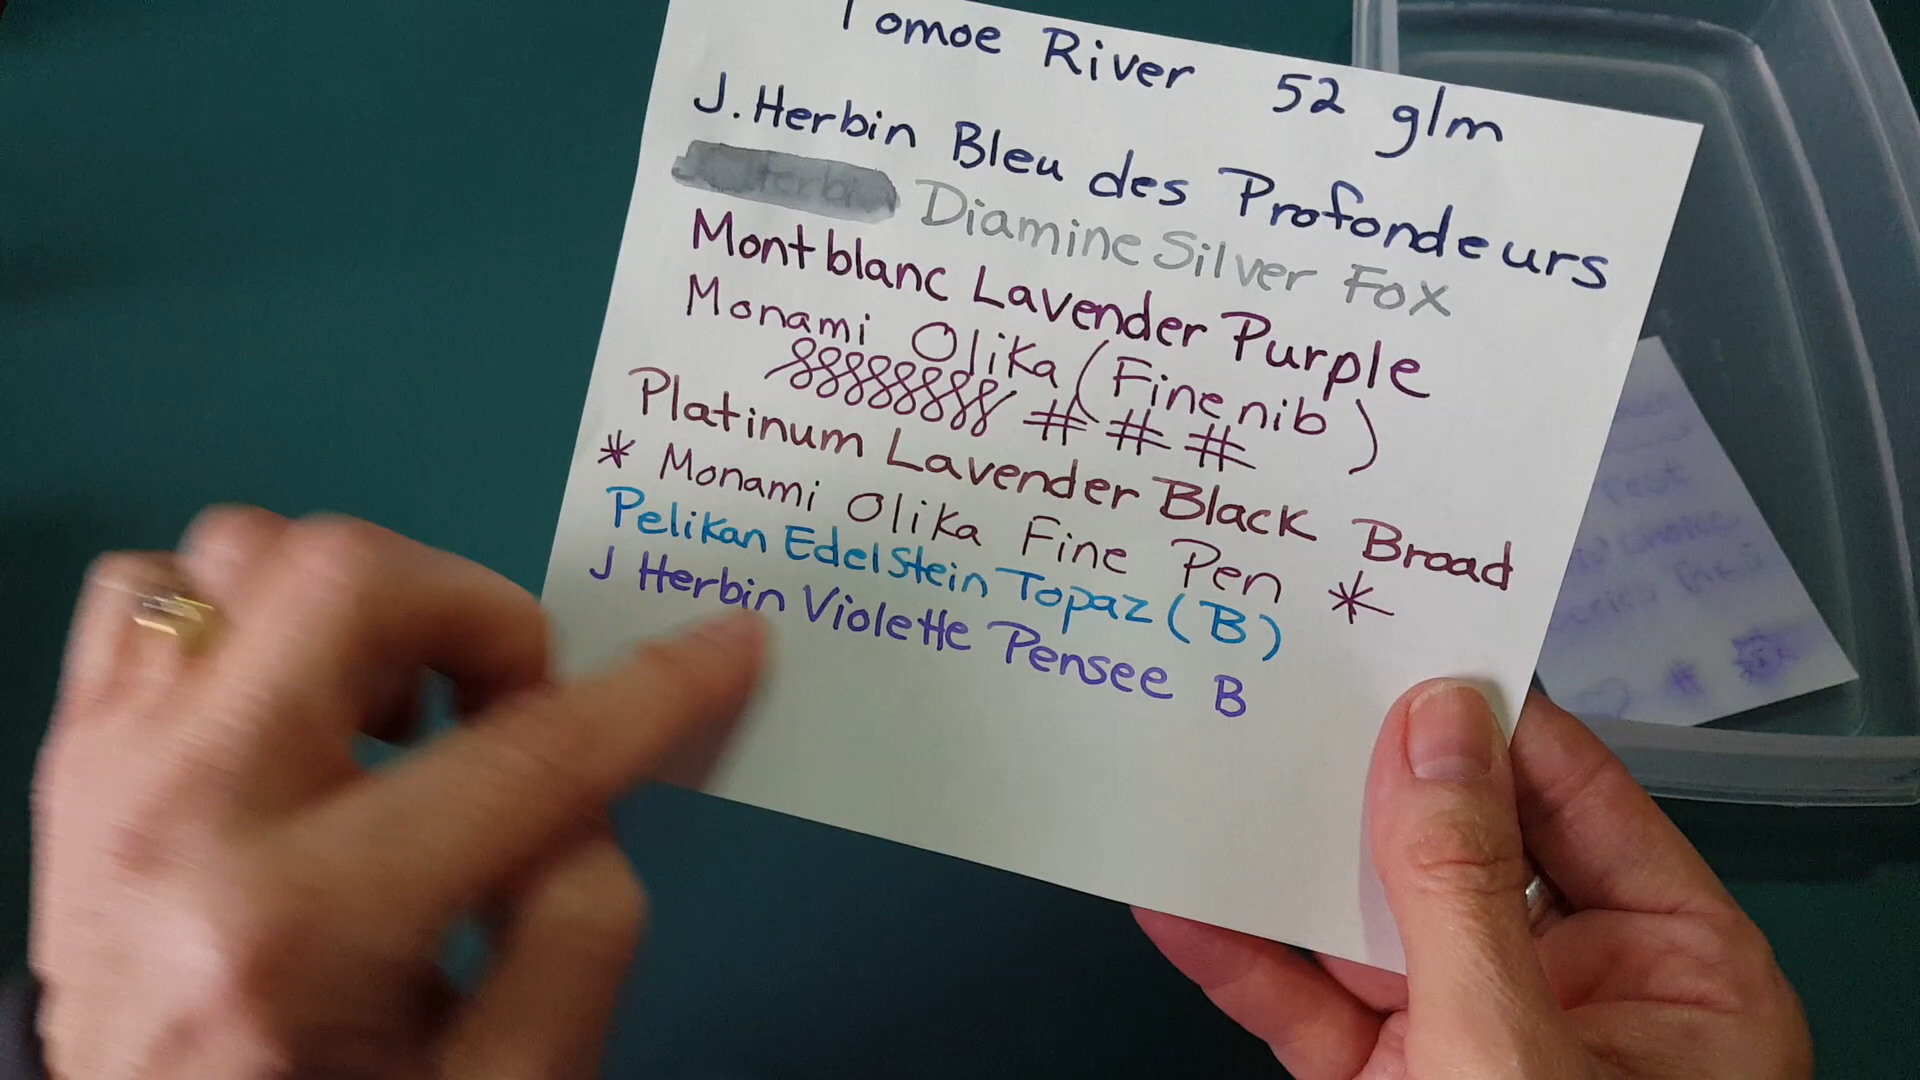 Tomoe River 52 g/m
J. Herbin Bleu des Profondeurs
Diamine Silver Fox
Montblanc Lavender Purple
Monami Olika (Fine nib)
# # #
Platinum Lavender Black Broad
* Monami Olika Fine Pen *
Pelikan Edelstein Topaz (B)
J Herbin Violette Pensee B